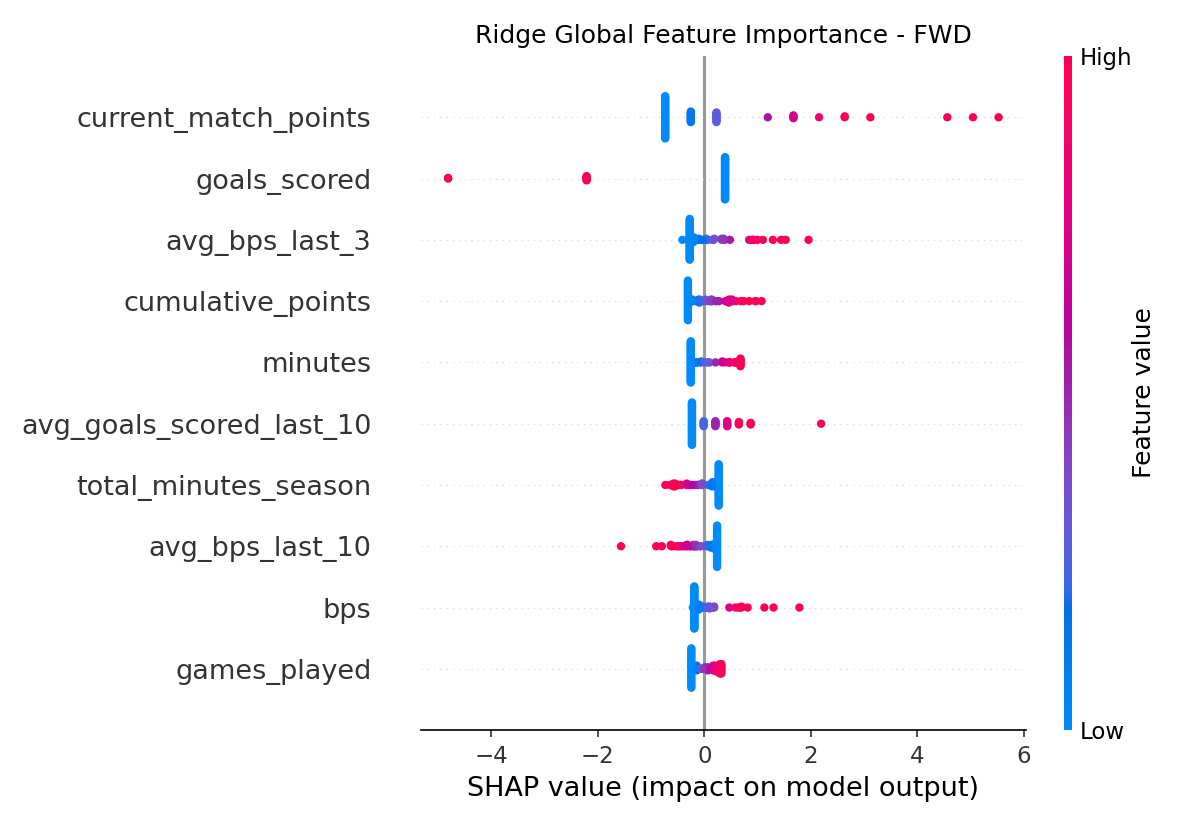 Ridge Global Feature Importance - FWD
High
current_match_points
goals_scored
avg_bps_last_3
cumulative_points
minutes
avg_goals_scored_last_10
total_minutes_season
avg_bps_last_10
bps
games_played
Feature value
Low
−4 −2 0 2 4 6
SHAP value (impact on model output)